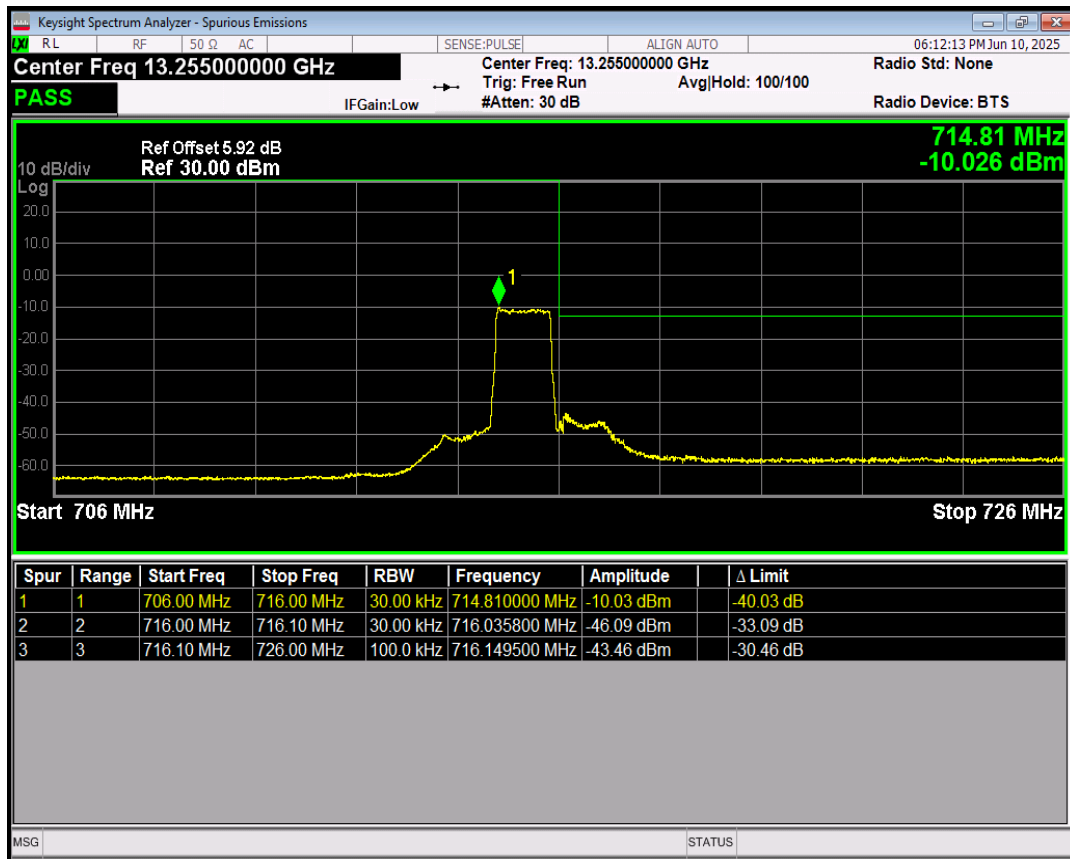 Keysight Spectrum Analyzer - Spurious Emissions
LXI RL RF 50 Ω AC SENSE:PULSE ALIGN AUTO 06:12:13 PM Jun 10, 2025
Center Freq 13.255000000 GHz Center Freq: 13.255000000 GHz Radio Std: None
Trig: Free Run Avg|Hold: 100/100
PASS IFGain:Low #Atten: 30 dB Radio Device: BTS
714.81 MHz
Ref Offset 5.92 dB
-10.026 dBm
10 dB/div Ref 30.00 dBm
Log
20.0
10.0
0.00
1
-10.0
-20.0
-30.0
-40.0
-50.0
-60.0
Start 706 MHz Stop 726 MHz
Spur Range Start Freq Stop Freq RBW Frequency Amplitude Δ Limit
1 1 706.00 MHz 716.00 MHz 30.00 kHz 714.810000 MHz -10.03 dBm -40.03 dB
2 2 716.00 MHz 716.10 MHz 30.00 kHz 716.035800 MHz -46.09 dBm -33.09 dB
3 3 716.10 MHz 726.00 MHz 100.0 kHz 716.149500 MHz -43.46 dBm -30.46 dB
MSG STATUS